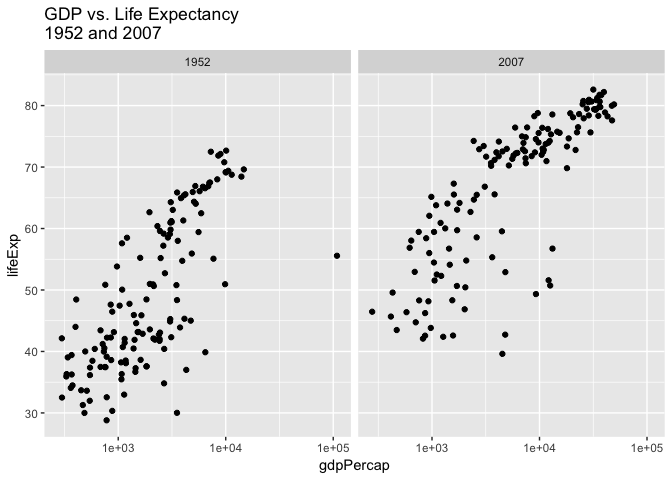 GDP vs. Life Expectancy
1952 and 2007
1952
2007
80
70
60
50
40
30
lifeExp
1e+03
1e+04
1e+05
1e+03
1e+04
1e+05
gdpPercap